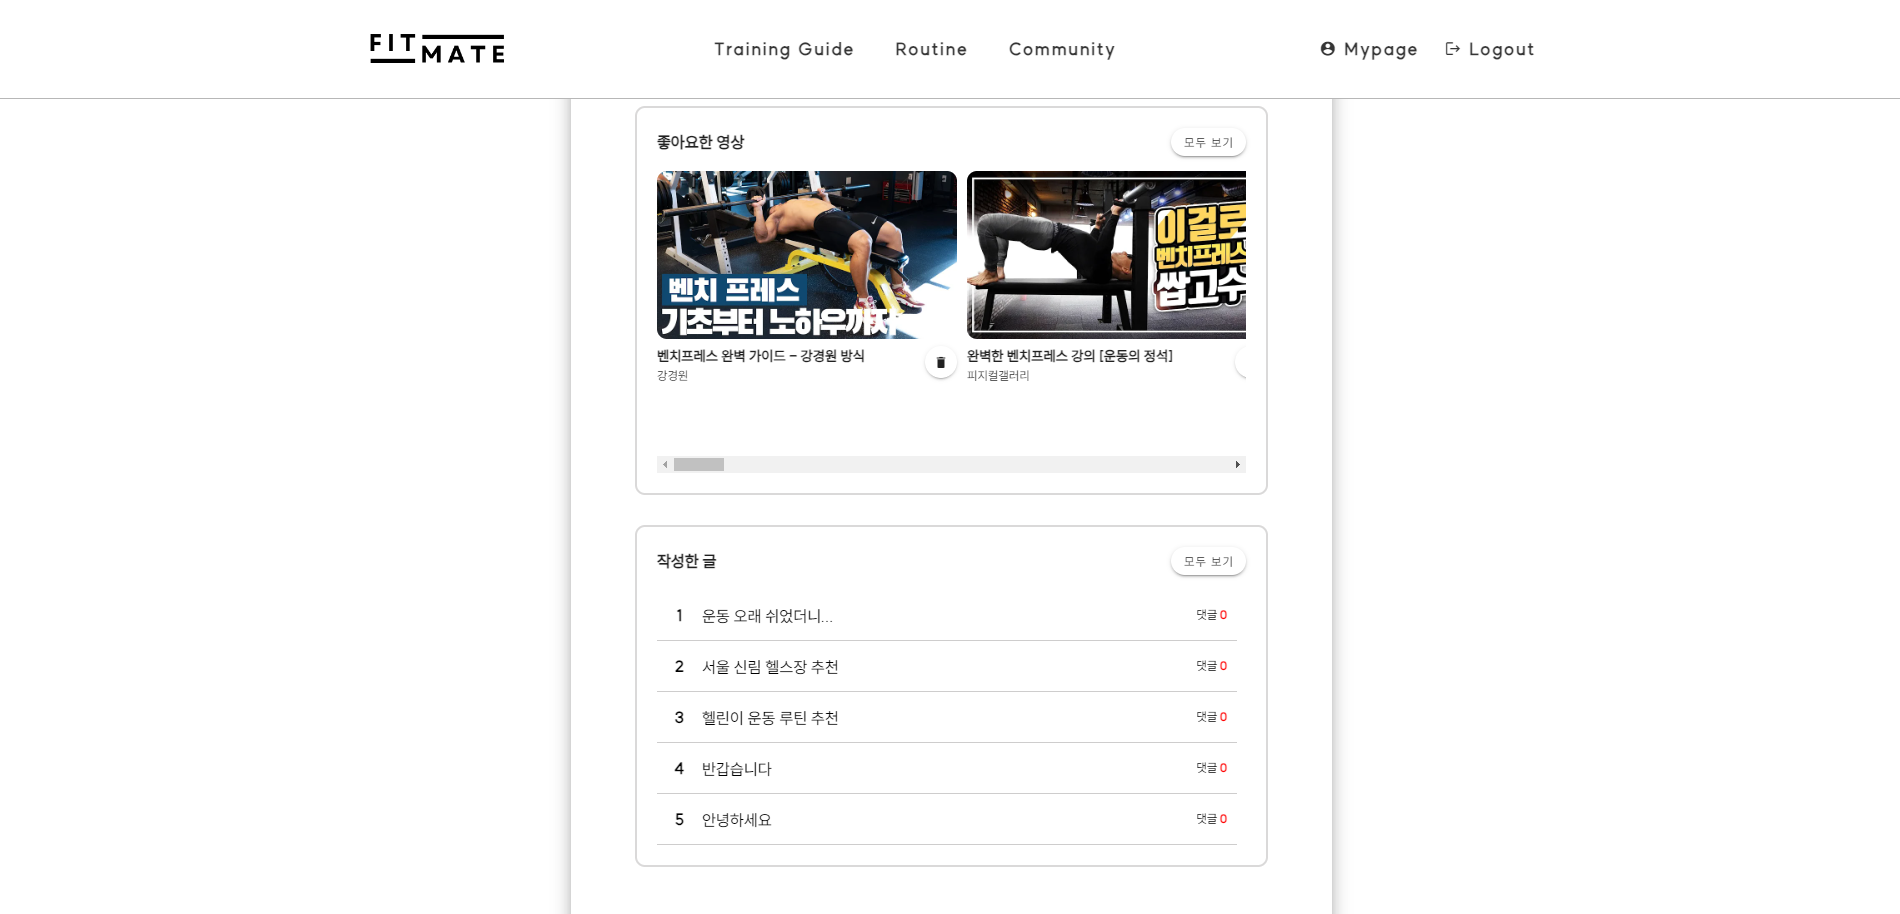 FITMATE
Training Guide
Routine
Community
Mypage
Logout
좋아요한 영상
모두 보기
벤치 프레스
기초부터 노하우까지
이걸로
벤치프레스
쌉고수
벤치프레스 완벽 가이드 - 강경원 방식
강경원
완벽한 벤치프레스 강의 [운동의 정석]
피지컬갤러리
작성한 글
모두 보기
1 운동 오래 쉬었더니... 댓글 0
2 서울 신림 헬스장 추천 댓글 0
3 헬린이 운동 루틴 추천 댓글 0
4 반갑습니다 댓글 0
5 안녕하세요 댓글 0